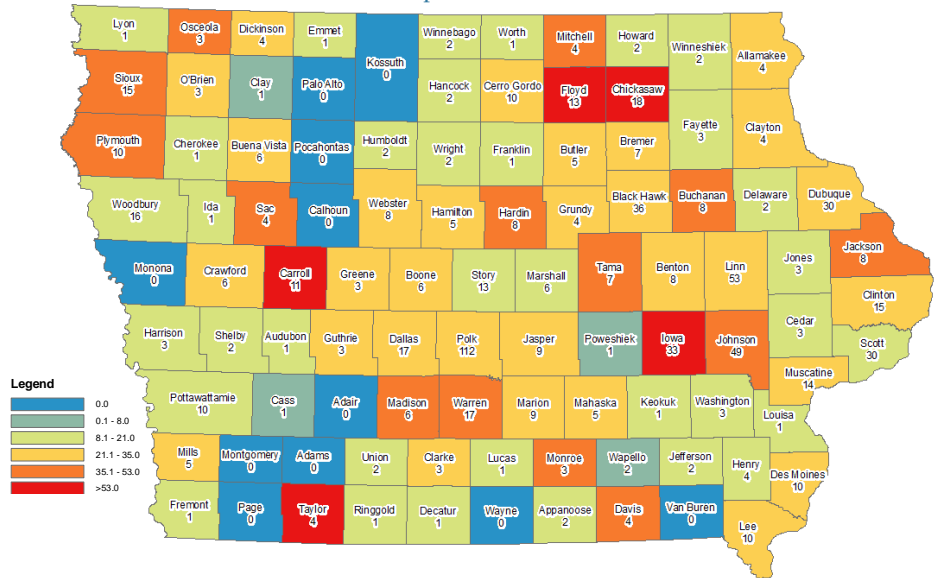 Lyon
1
Osceola
3
Dickinson
4
Emmet
1
Kossuth
0
Winnebago
2
Worth
1
Mitchell
4
Howard
2
Winneshiek
2
Allamakee
4
Sioux
15
O'Brien
3
Clay
1
Palo Alto
0
Hancock
2
Cerro Gordo
10
Floyd
13
Chickasaw
18
Fayette
3
Clayton
4
Plymouth
10
Cherokee
1
Buena Vista
6
Pocahontas
0
Humboldt
2
Wright
2
Franklin
1
Butler
5
Bremer
7
Woodbury
16
Ida
1
Sac
4
Calhoun
0
Webster
8
Hamilton
5
Hardin
8
Grundy
4
Black Hawk
36
Buchanan
8
Delaware
2
Dubuque
30
Monona
0
Crawford
6
Carroll
11
Greene
3
Boone
6
Story
13
Marshall
6
Tama
7
Benton
8
Linn
53
Jones
3
Jackson
8
Clinton
15
Harrison
3
Shelby
2
Audubon
1
Guthrie
3
Dallas
17
Polk
112
Jasper
9
Poweshiek
1
Iowa
33
Johnson
49
Cedar
3
Scott
30
Muscatine
14
Legend
0.0
0.1 - 8.0
8.1 - 21.0
21.1 - 35.0
35.1 - 53.0
>53.0
Pottawattamie
10
Cass
1
Adair
0
Madison
6
Warren
17
Marion
9
Mahaska
5
Keokuk
1
Washington
3
Louisa
1
Mills
5
Montgomery
0
Adams
0
Union
2
Clarke
3
Lucas
1
Monroe
3
Wapello
2
Jefferson
2
Henry
4
Des Moines
10
Fremont
1
Page
0
Taylor
4
Ringgold
1
Decatur
1
Wayne
0
Appanoose
2
Davis
4
Van Buren
0
Lee
10